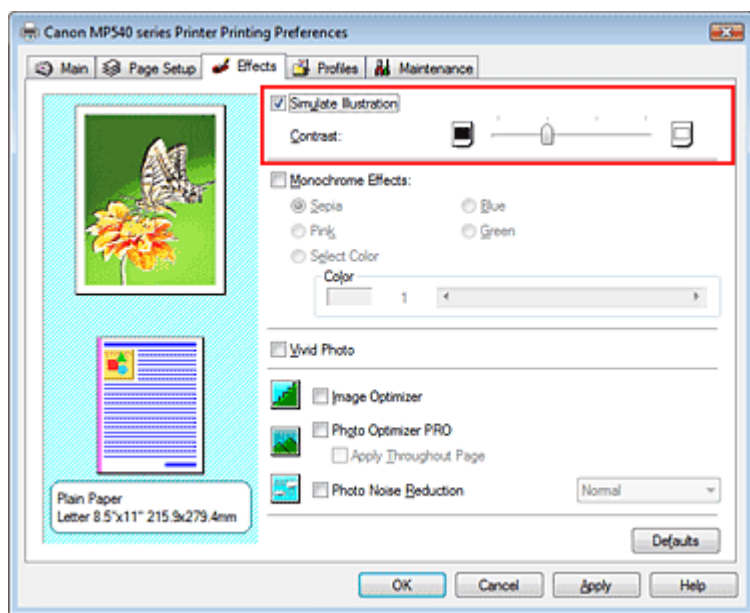 Canon MP540 series Printer Printing Preferences
Main Page Setup Effects Profiles Maintenance
Simulate Illustration
Contrast:
Monochrome Effects:
Sepia Blue
Pink Green
Select Color
Color
1
Vivid Photo
Image Optimizer
Photo Optimizer PRO
Apply Throughout Page
Photo Noise Reduction Normal
Plain Paper
Letter 8.5"x11" 215.9x279.4mm
Defaults
OK Cancel Apply Help